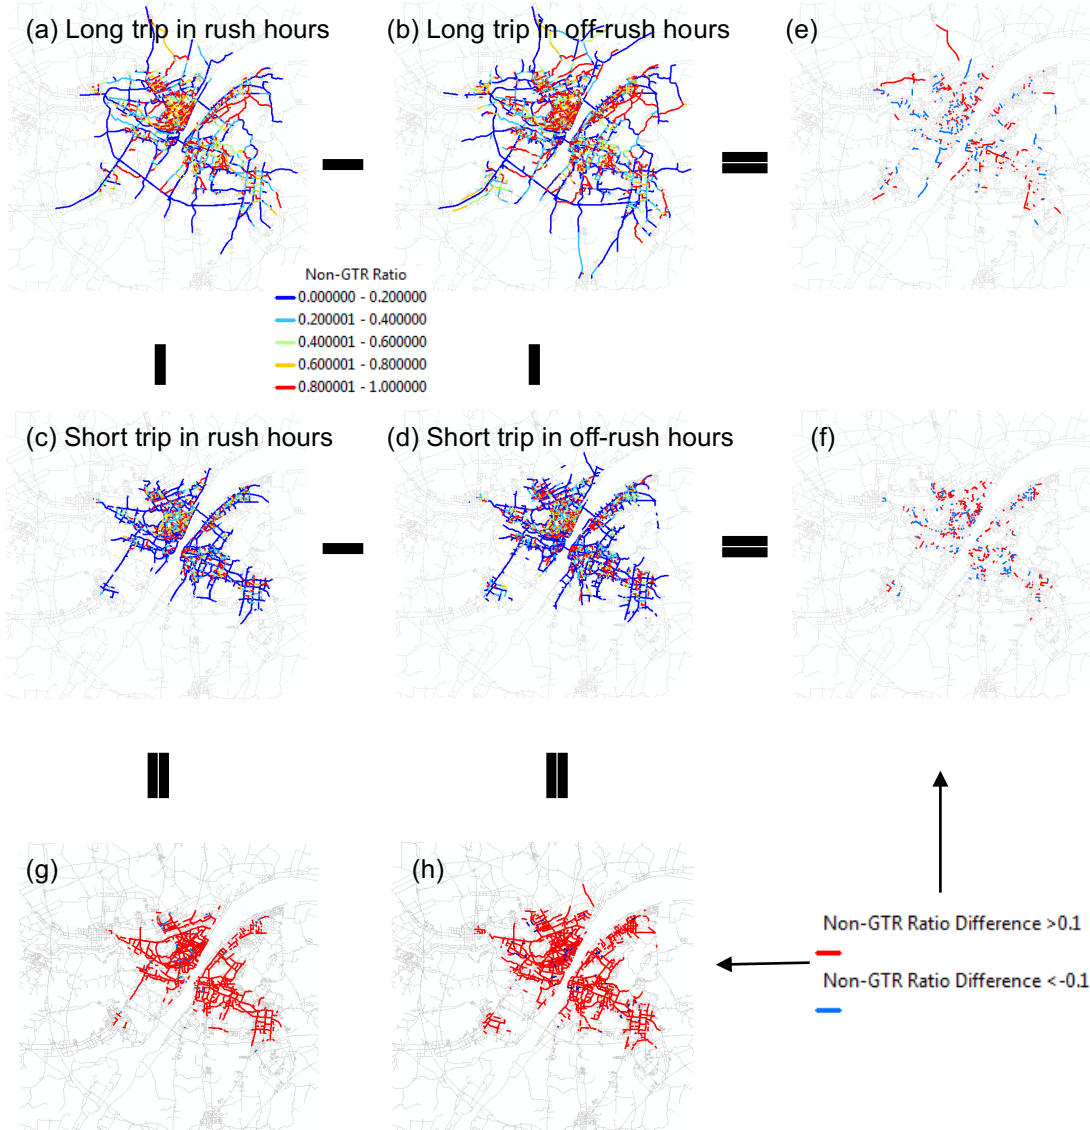 (a) Long trip in rush hours
(b) Long trip in off-rush hours
(e)
Non-GTR Ratio
0.000000 - 0.200000
0.200001 - 0.400000
0.400001 - 0.600000
0.600001 - 0.800000
0.800001 - 1.000000
(c) Short trip in rush hours
(d) Short trip in off-rush hours
(f)
(g)
(h)
Non-GTR Ratio Difference >0.1
Non-GTR Ratio Difference <-0.1